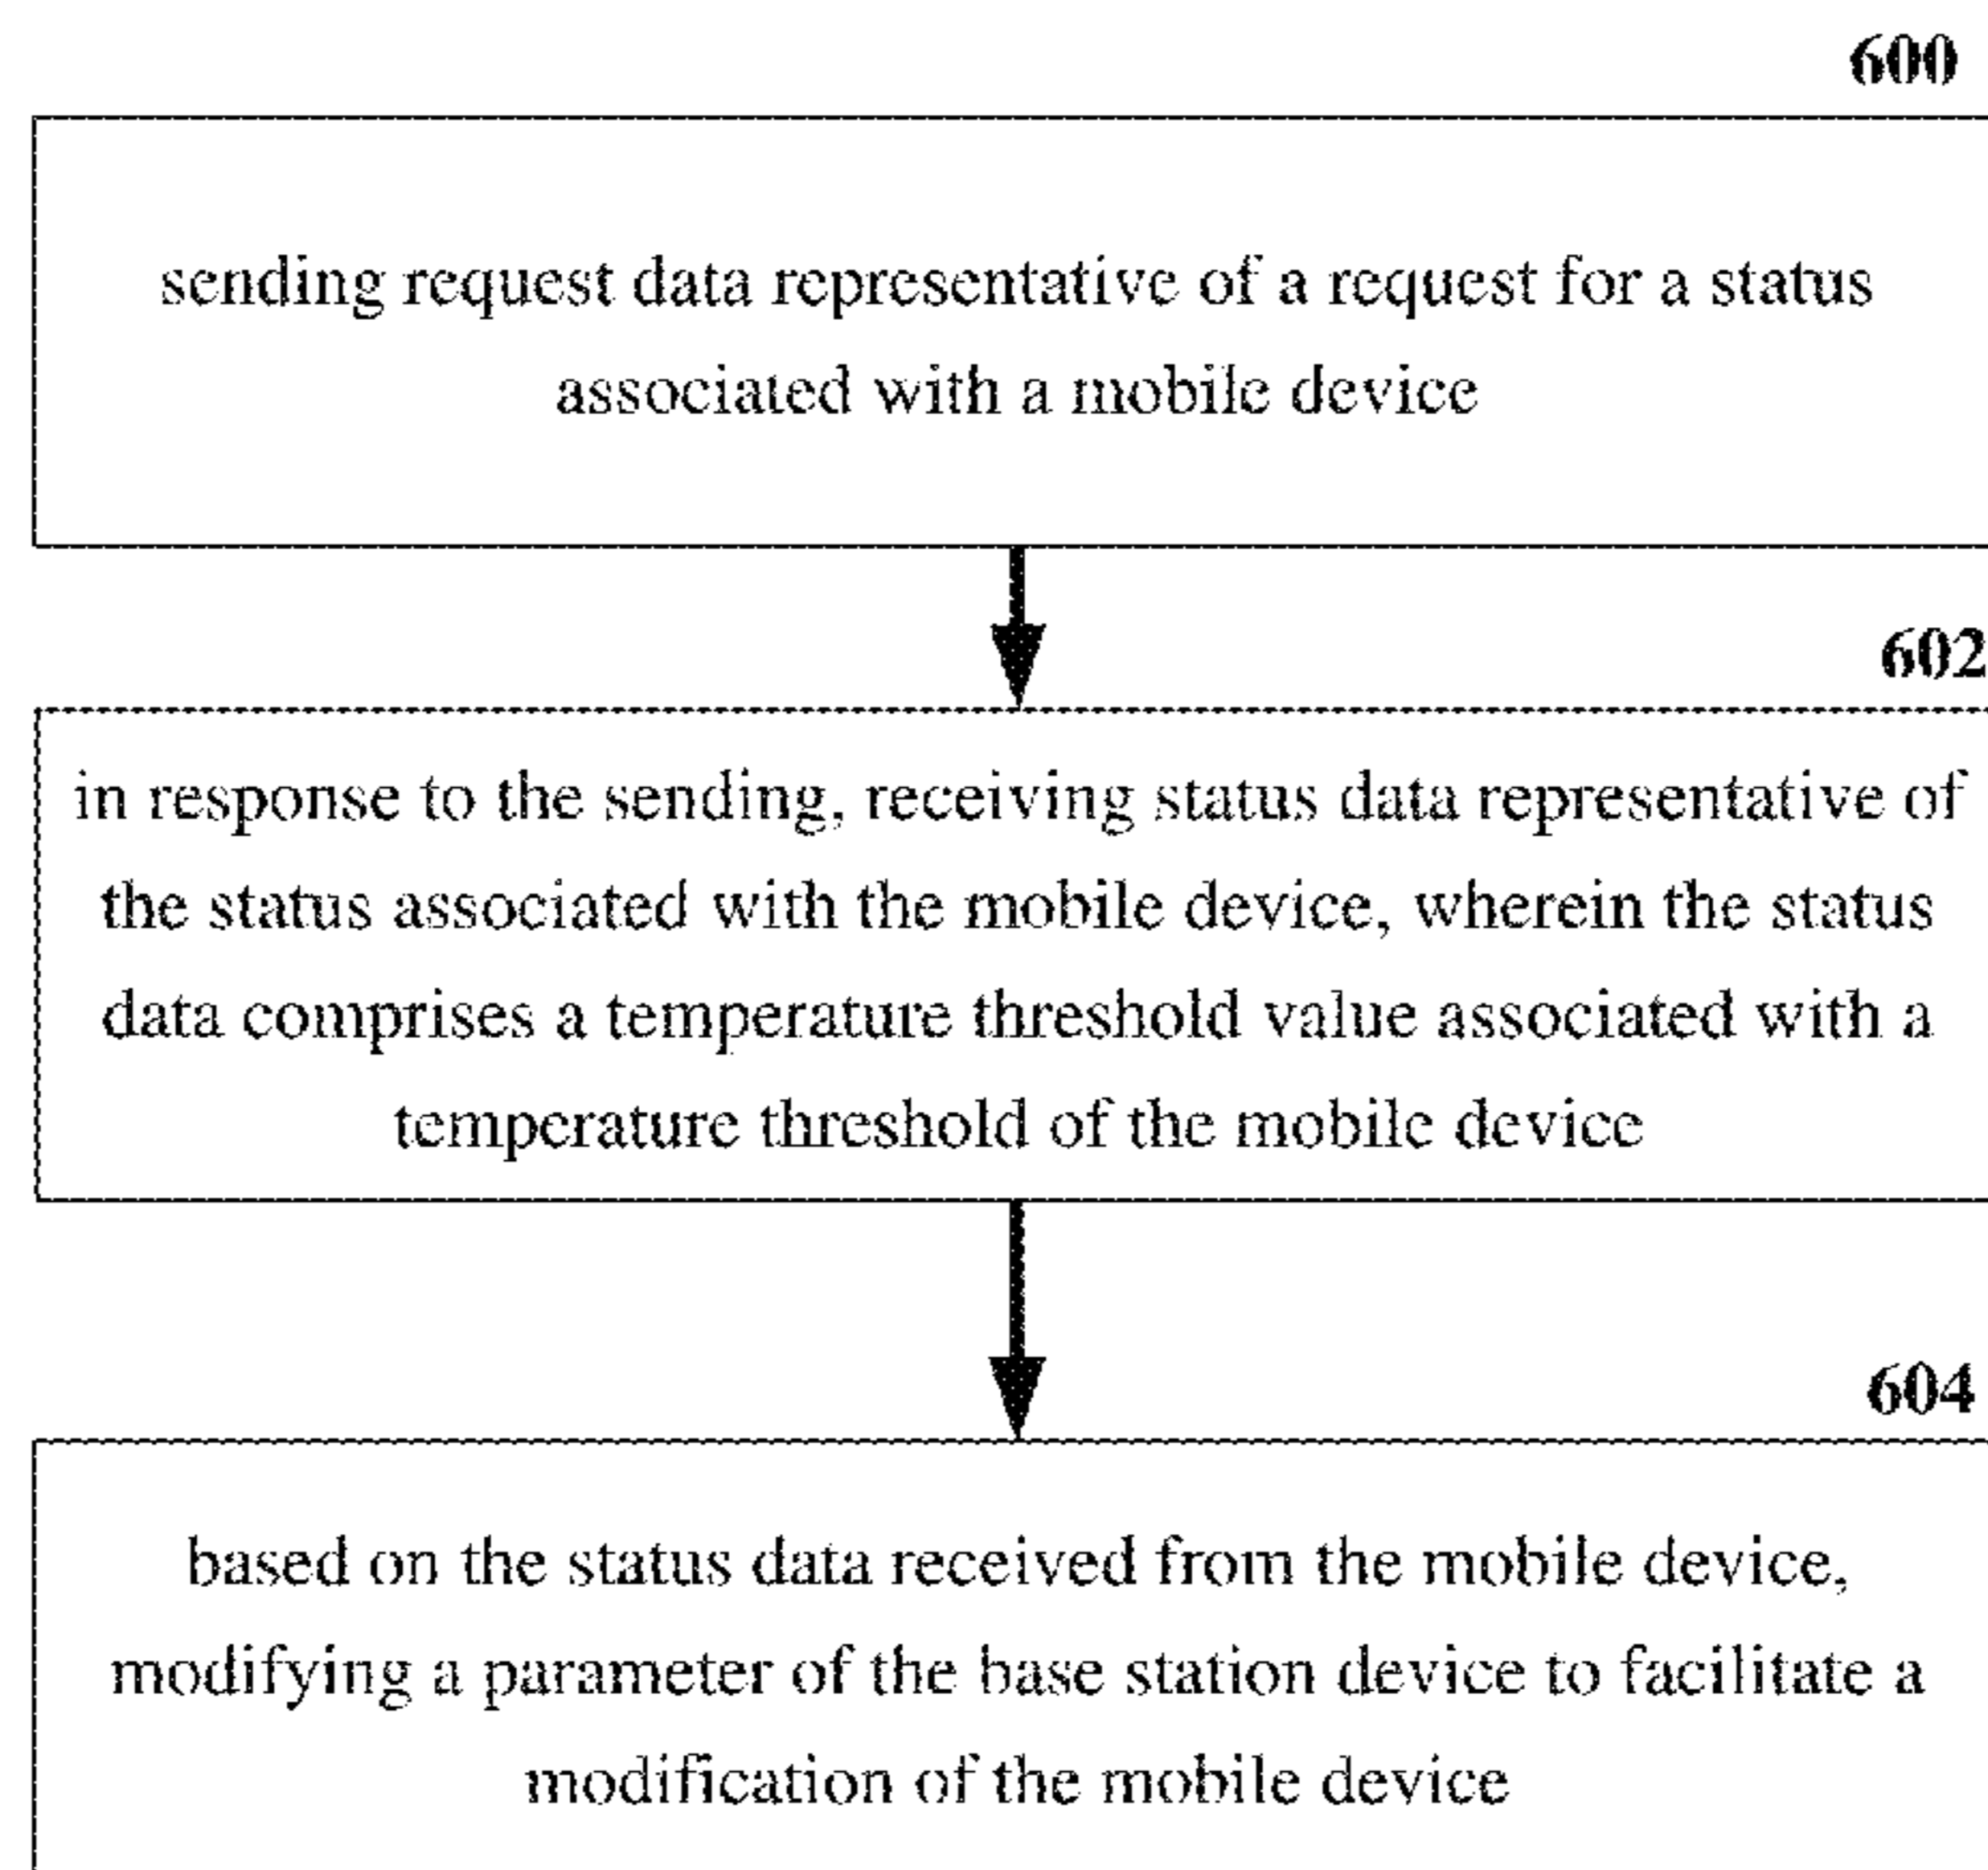 600
sending request data representative of a request for a status
associated with a mobile device
602
in response to the sending, receiving status data representative of
the status associated with the mobile device, wherein the status
data comprises a temperature threshold value associated with a
temperature threshold of the mobile device
604
based on the status data received from the mobile device,
modifying a parameter of the base station device to facilitate a
modification of the mobile device